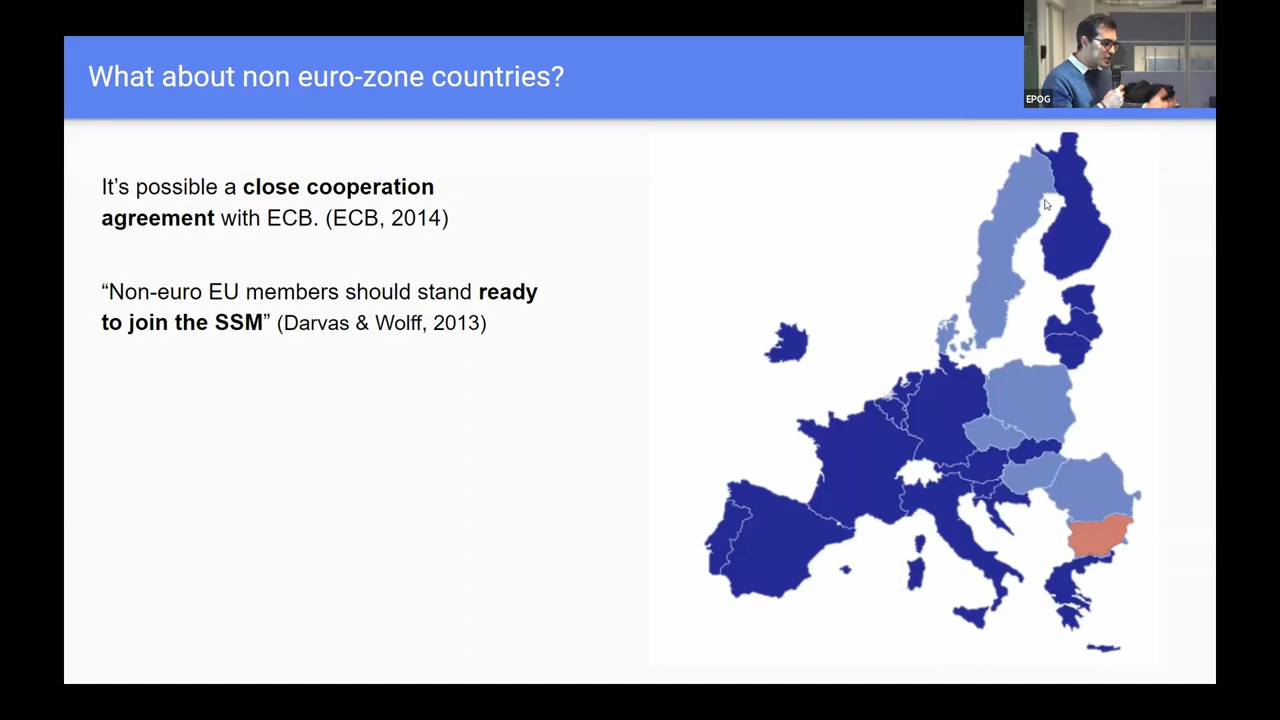 What about non euro-zone countries?
EPOG
It’s possible a close cooperation
agreement with ECB. (ECB, 2014)
“Non-euro EU members should stand ready
to join the SSM” (Darvas & Wolff, 2013)